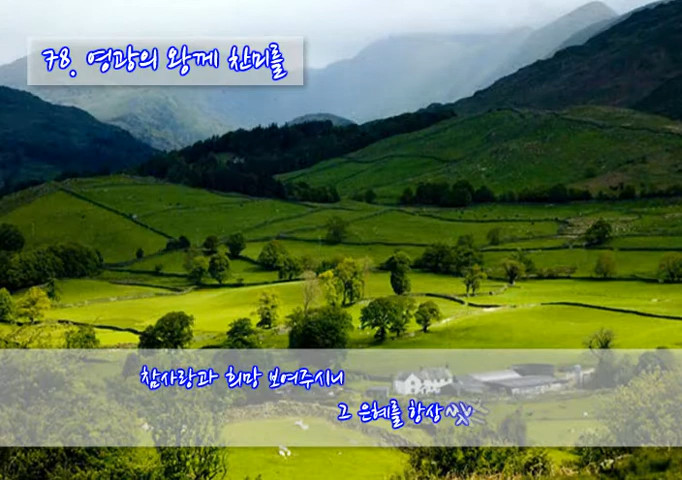 78. 영광의 왕께 찬미를
참사랑과 희망 보여주시니
그 은혜를 항상